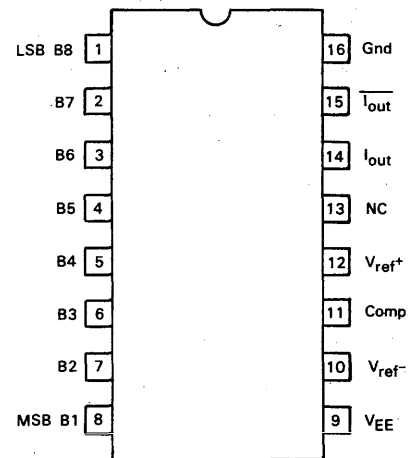 LSB B8 1 16 Gnd
B7 2 15 I̅o̅u̅t̅
B6 3 14 Iout
B5 4 13 NC
B4 5 12 Vref+
B3 6 11 Comp
B2 7 10 Vref-
MSB B1 8 9 VEE